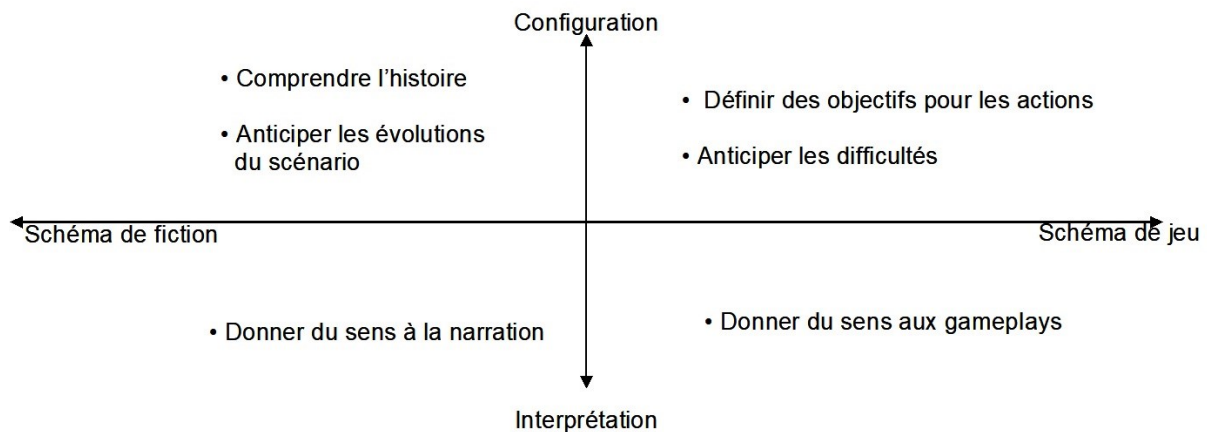 Configuration
• Comprendre l'histoire
• Anticiper les évolutions
du scénario
• Définir des objectifs pour les actions
• Anticiper les difficultés
Schéma de fiction
Schéma de jeu
• Donner du sens à la narration
• Donner du sens aux gameplays
Interprétation